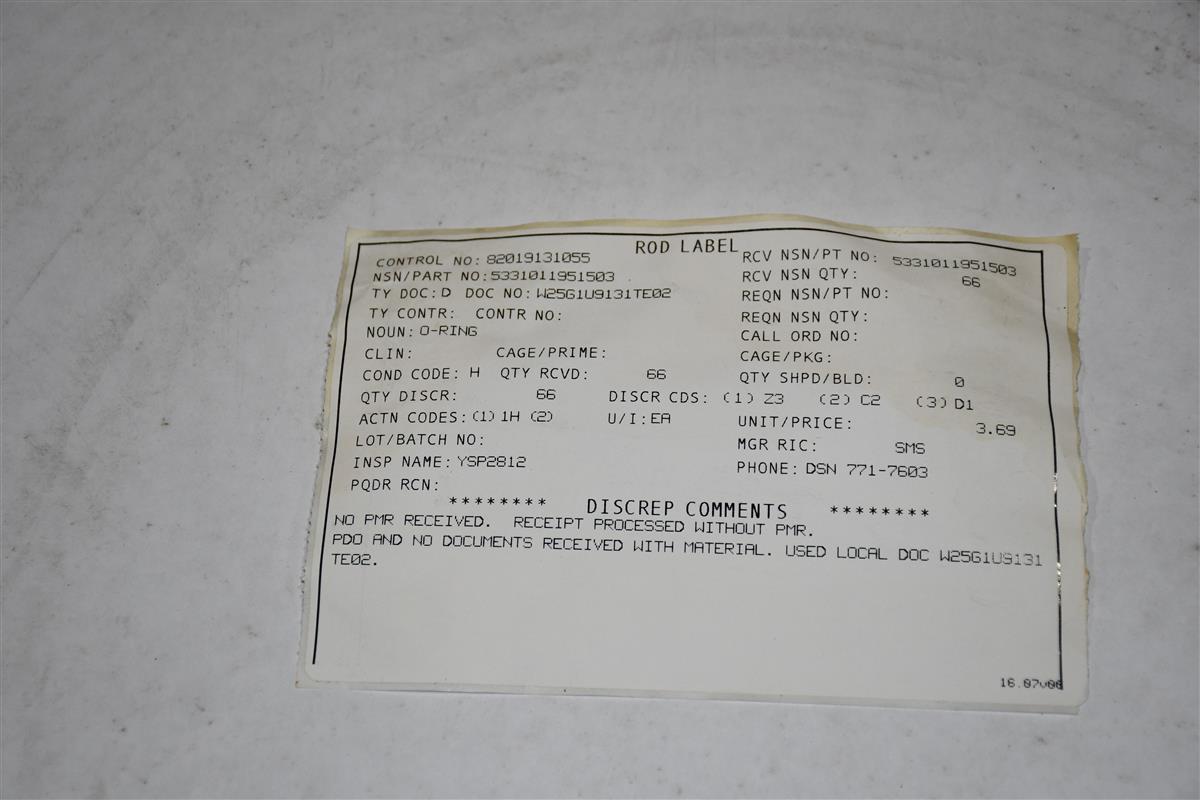 ROD LABEL
CONTROL NO: 82019131055 RCV NSN/PT NO: 5331011951503
NSN/PART NO: 5331011951503 RCV NSN QTY: 66
TY DOC: D DOC NO: W25G1U9131TE02 REQN NSN/PT NO:
TY CONTR: CONTR NO: REQN NSN QTY:
NOUN: O-RING CALL ORD NO:
CLIN: CAGE/PRIME: CAGE/PKG:
COND CODE: H QTY RCVD: 66 QTY SHPD/BLD: 0
QTY DISCR: 66 DISCR CDS: (1) Z3 (2) C2 (3) D1
ACTN CODES: (1) 1H (2) U/I: EA UNIT/PRICE: 3.69
LOT/BATCH NO: MGR RIC: SMS
INSP NAME: YSP2812 PHONE: DSN 771-7603
PQDR RCN:
******** DISCREP COMMENTS ********
NO PMR RECEIVED. RECEIPT PROCESSED WITHOUT PMR.
PDO AND NO DOCUMENTS RECEIVED WITH MATERIAL. USED LOCAL DOC W25G1U9131
TE02.
16.07v06